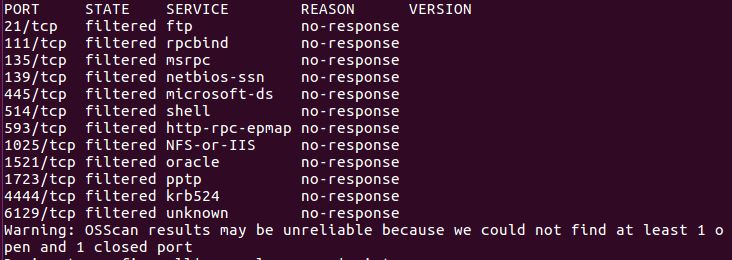 PORT     STATE    SERVICE        REASON      VERSION
21/tcp   filtered ftp            no-response
111/tcp  filtered rpcbind        no-response
135/tcp  filtered msrpc          no-response
139/tcp  filtered netbios-ssn    no-response
445/tcp  filtered microsoft-ds   no-response
514/tcp  filtered shell          no-response
593/tcp  filtered http-rpc-epmap no-response
1025/tcp filtered NFS-or-IIS     no-response
1521/tcp filtered oracle         no-response
1723/tcp filtered pptp           no-response
4444/tcp filtered krb524         no-response
6129/tcp filtered unknown        no-response
Warning: OSScan results may be unreliable because we could not find at least 1 o
pen and 1 closed port